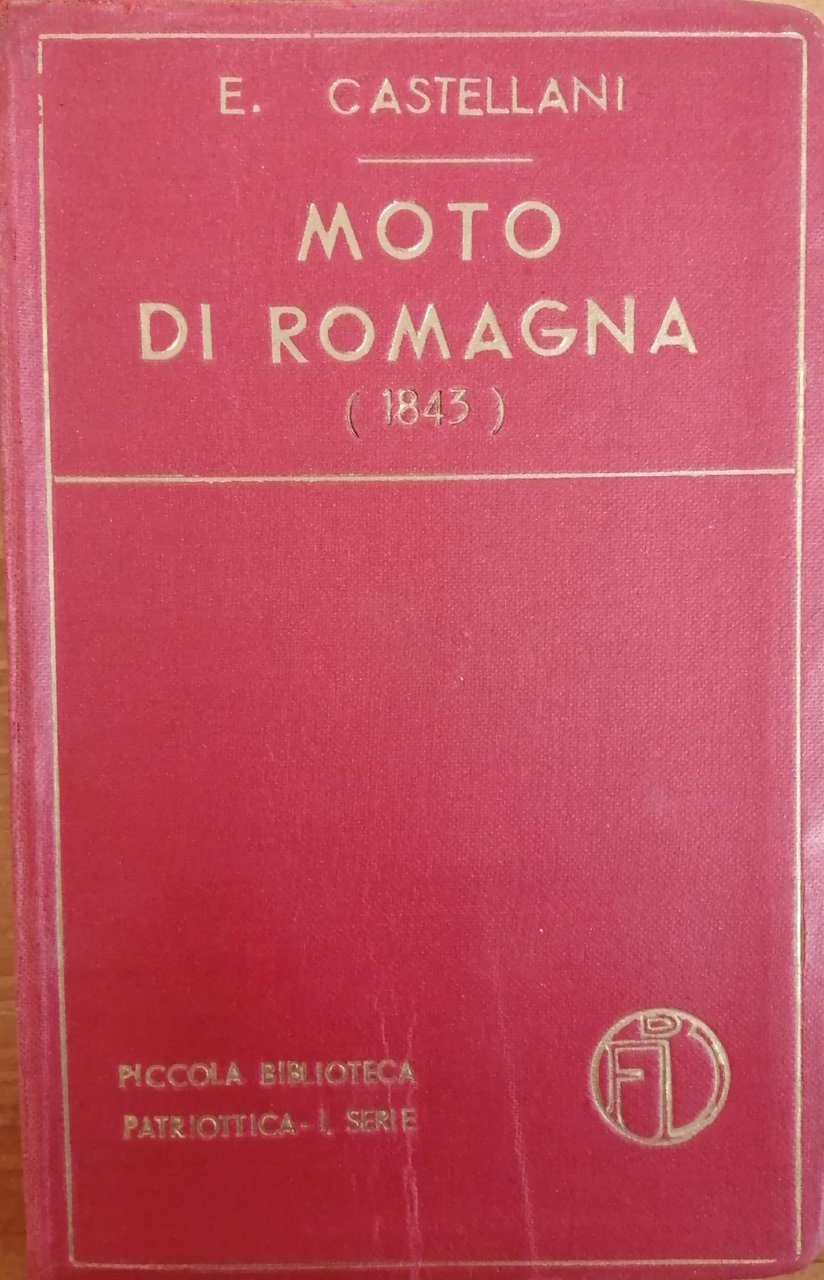 E. CASTELLANI
MOTO
DI ROMAGNA
( 1843 )
PICCOLA BIBLIOTECA
PATRIOTTICA - I. SERIE